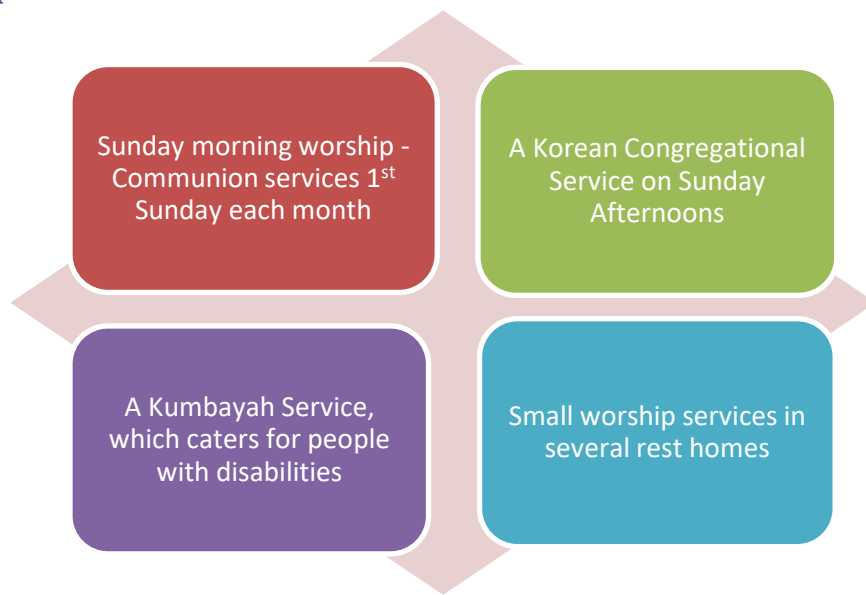 Sunday morning worship -
Communion services 1st
Sunday each month
A Korean Congregational
Service on Sunday
Afternoons
A Kumbayah Service,
which caters for people
with disabilities
Small worship services in
several rest homes